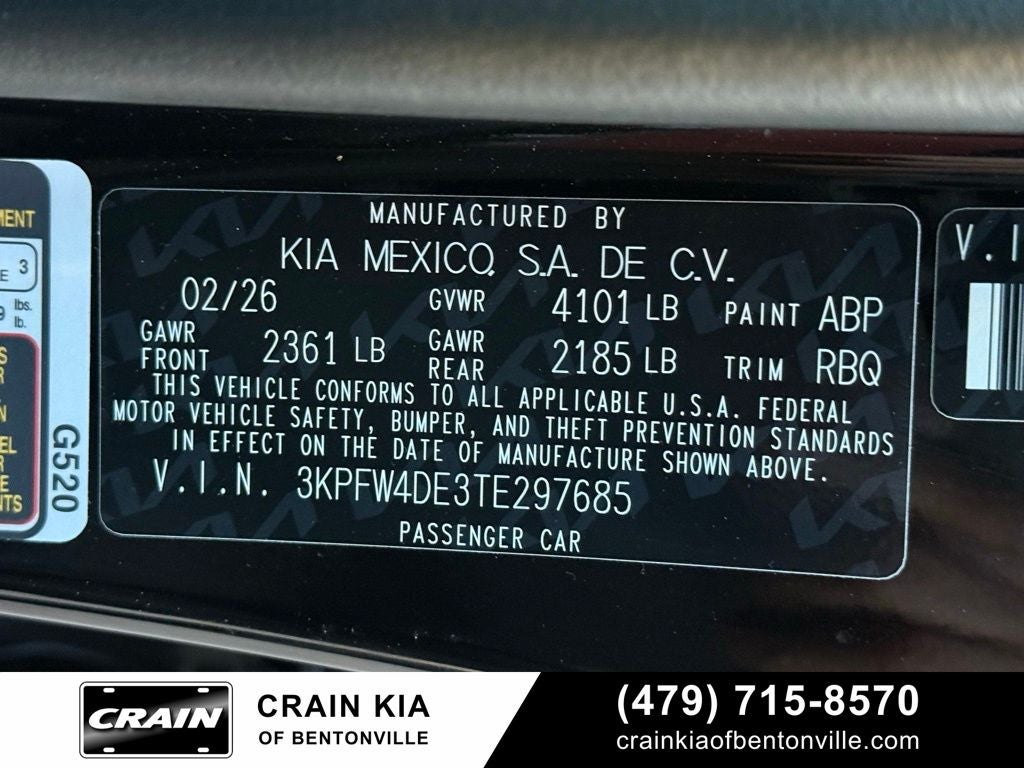 MANUFACTURED BY
KIA MEXICO, S.A. DE C.V.
02/26 GVWR 4101 LB PAINT ABP
GAWR FRONT 2361 LB GAWR REAR 2185 LB TRIM RBQ
THIS VEHICLE CONFORMS TO ALL APPLICABLE U.S.A. FEDERAL
MOTOR VEHICLE SAFETY, BUMPER, AND THEFT PREVENTION STANDARDS
IN EFFECT ON THE DATE OF MANUFACTURE SHOWN ABOVE.
V.I.N. 3KPFW4DE3TE297685
PASSENGER CAR
3
lbs.
lb.
G520
CRAIN
CRAIN KIA
OF BENTONVILLE
(479) 715-8570
crainkiaofbentonville.com